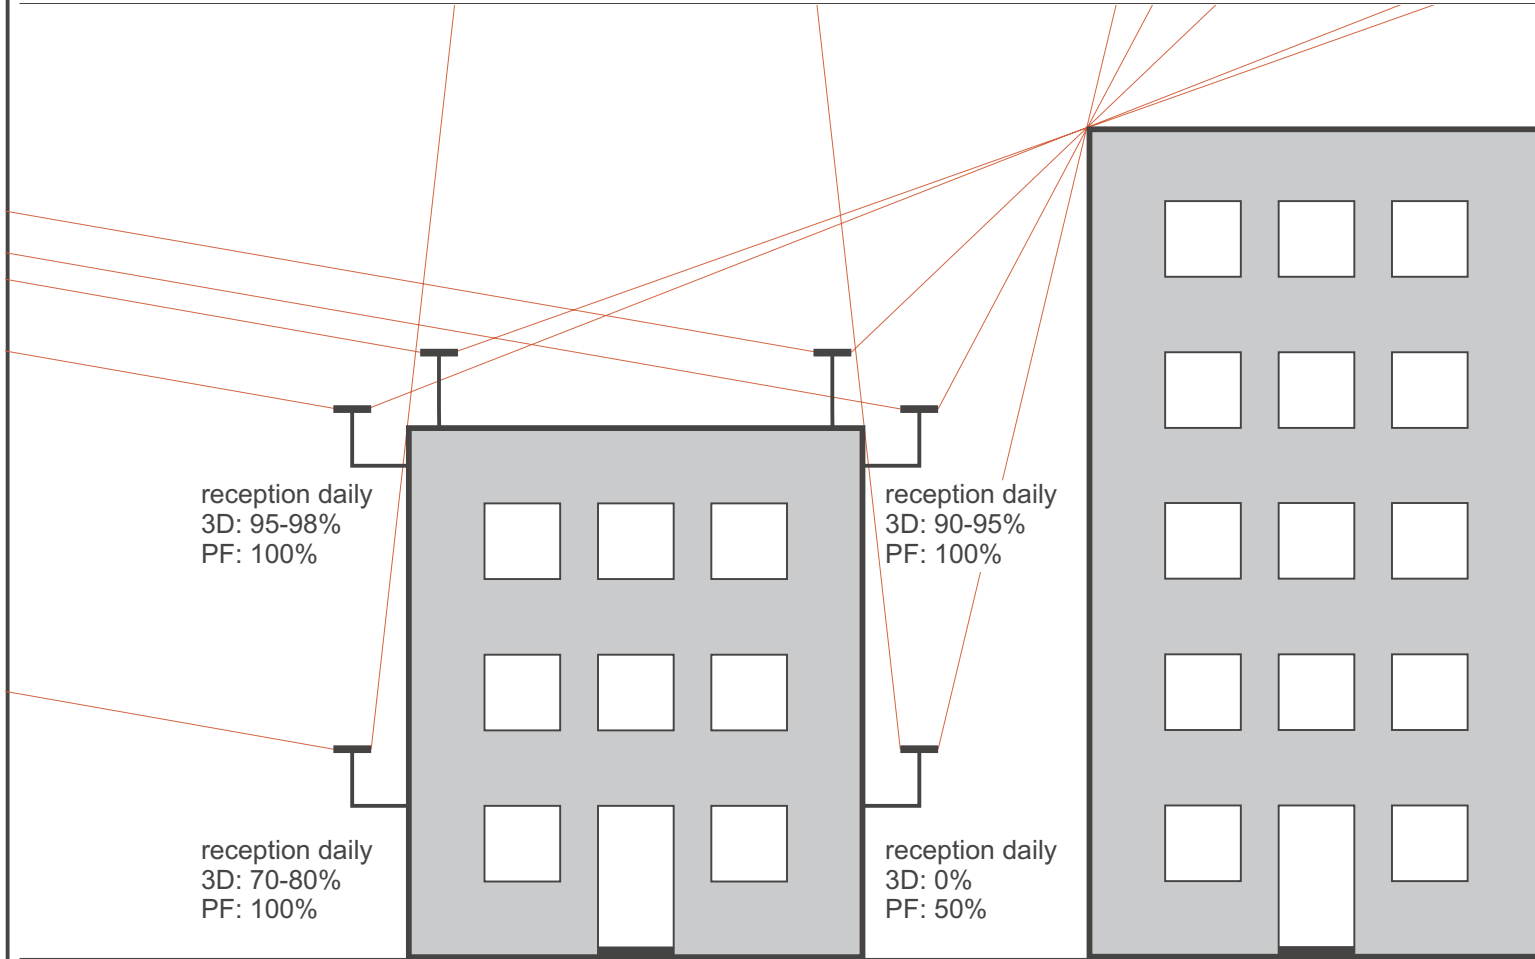 reception daily
3D: 95-98%
PF: 100%
reception daily
3D: 90-95%
PF: 100%
reception daily
3D: 70-80%
PF: 100%
reception daily
3D: 0%
PF: 50%